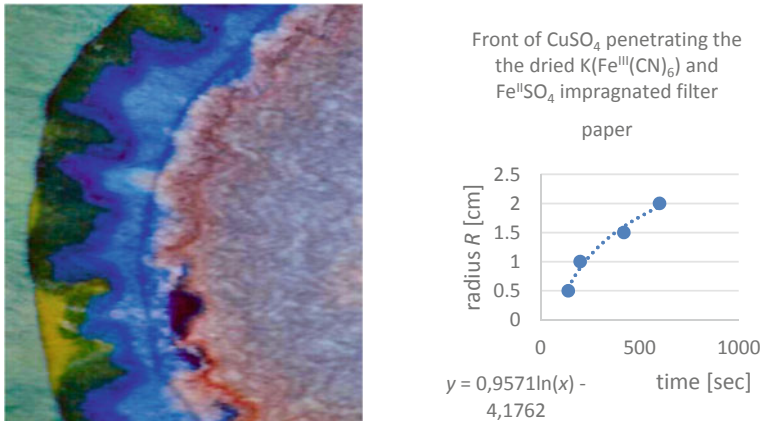 Front of CuSO4 penetrating the
the dried K(FeIII(CN)6) and
FeIISO4 impragnated filter
paper
2.5
2
1.5
1
0.5
0
radius R [cm]
0 500 1000
time [sec]
y = 0,9571ln(x) -
4,1762